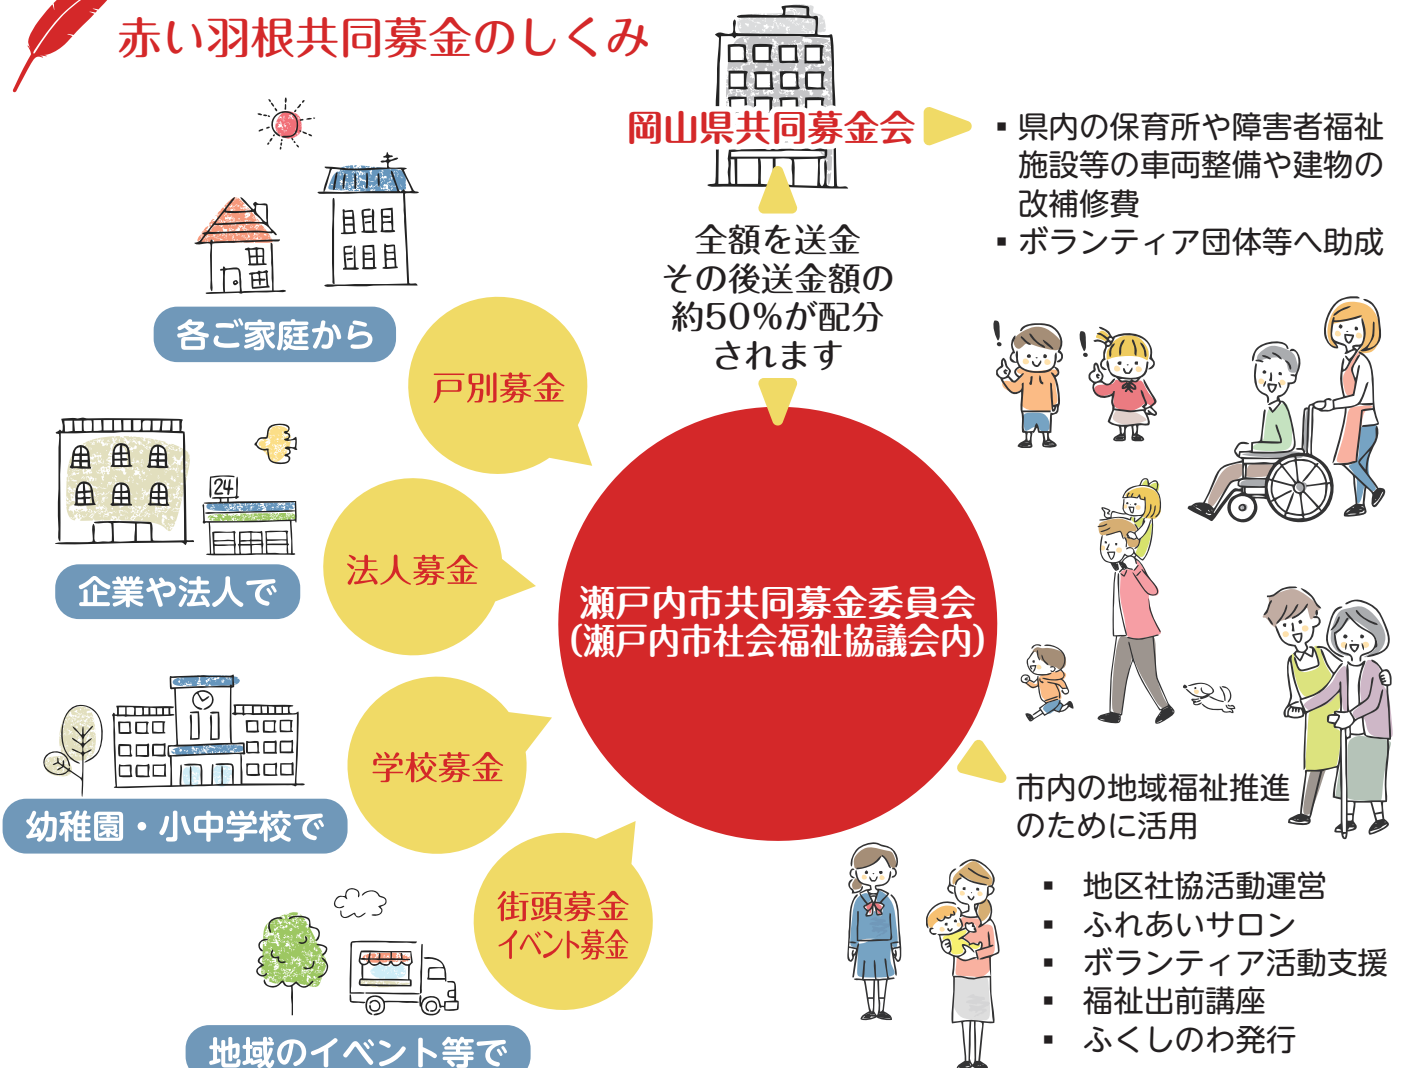 赤い羽根共同募金のしくみ
岡山県共同募金会
▪県内の保育所や障害者福祉
施設等の車両整備や建物の
改補修費
▪ボランティア団体等へ助成
全額を送金
その後送金額の
約50%が配分
されます
各ご家庭から
戸別募金
24
企業や法人で
法人募金
瀬戸内市共同募金委員会
(瀬戸内市社会福祉協議会内)
幼稚園・小中学校で
学校募金
街頭募金
イベント募金
地域のイベント等で
市内の地域福祉推進
のために活用
▪ 地区社協活動運営
▪ ふれあいサロン
▪ ボランティア活動支援
▪ 福祉出前講座
▪ ふくしのわ発行